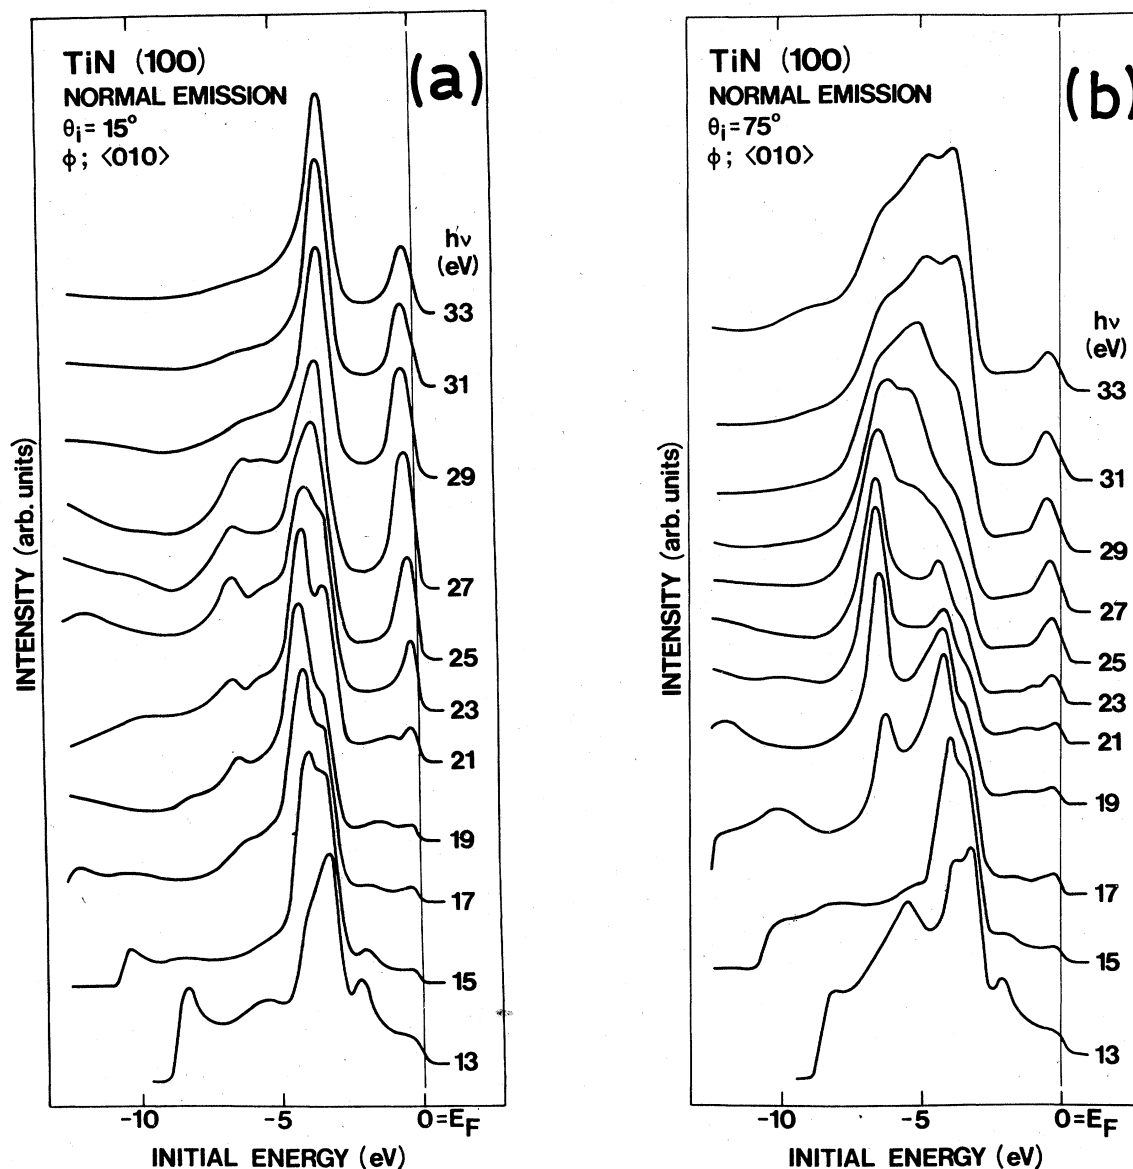 TiN (100)
NORMAL EMISSION
θi = 15°
ϕ ; <010>
(a)
hν
(eV)
33
31
29
27
25
23
21
19
17
15
13
INTENSITY (arb. units)
-10
-5
0=EF
INITIAL ENERGY (eV)
TiN (100)
NORMAL EMISSION
θi = 75°
ϕ ; <010>
(b)
hν
(eV)
33
31
29
27
25
23
21
19
17
15
13
INTENSITY (arb. units)
-10
-5
0=EF
INITIAL ENERGY (eV)